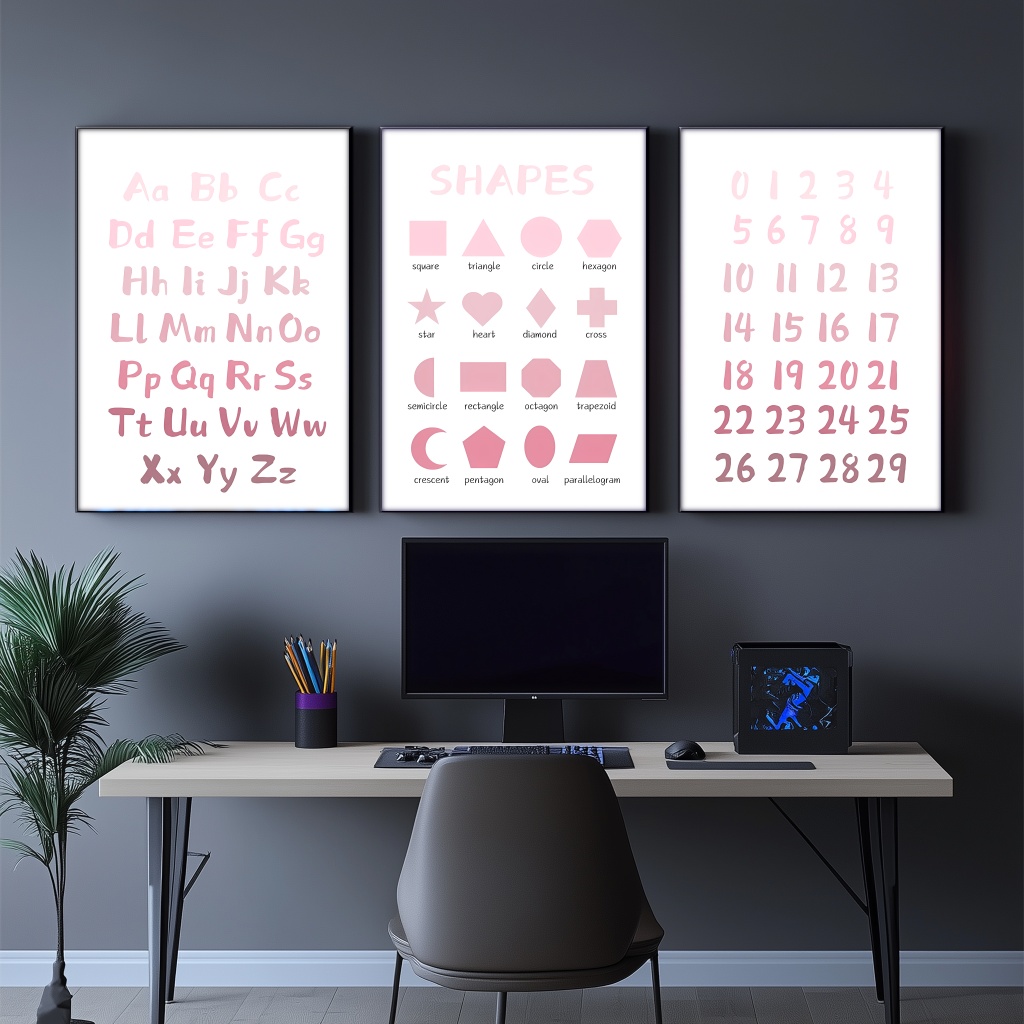 Aa Bb Cc
Dd Ee Ff Gg
Hh Ii Jj Kk
Ll Mm Nn Oo
Pp Qq Rr Ss
Tt Uu Vv Ww
Xx Yy Zz
SHAPES
square triangle circle hexagon
star heart diamond cross
semicircle rectangle octagon trapezoid
crescent pentagon oval parallelogram
0 1 2 3 4
5 6 7 8 9
10 11 12 13
14 15 16 17
18 19 20 21
22 23 24 25
26 27 28 29